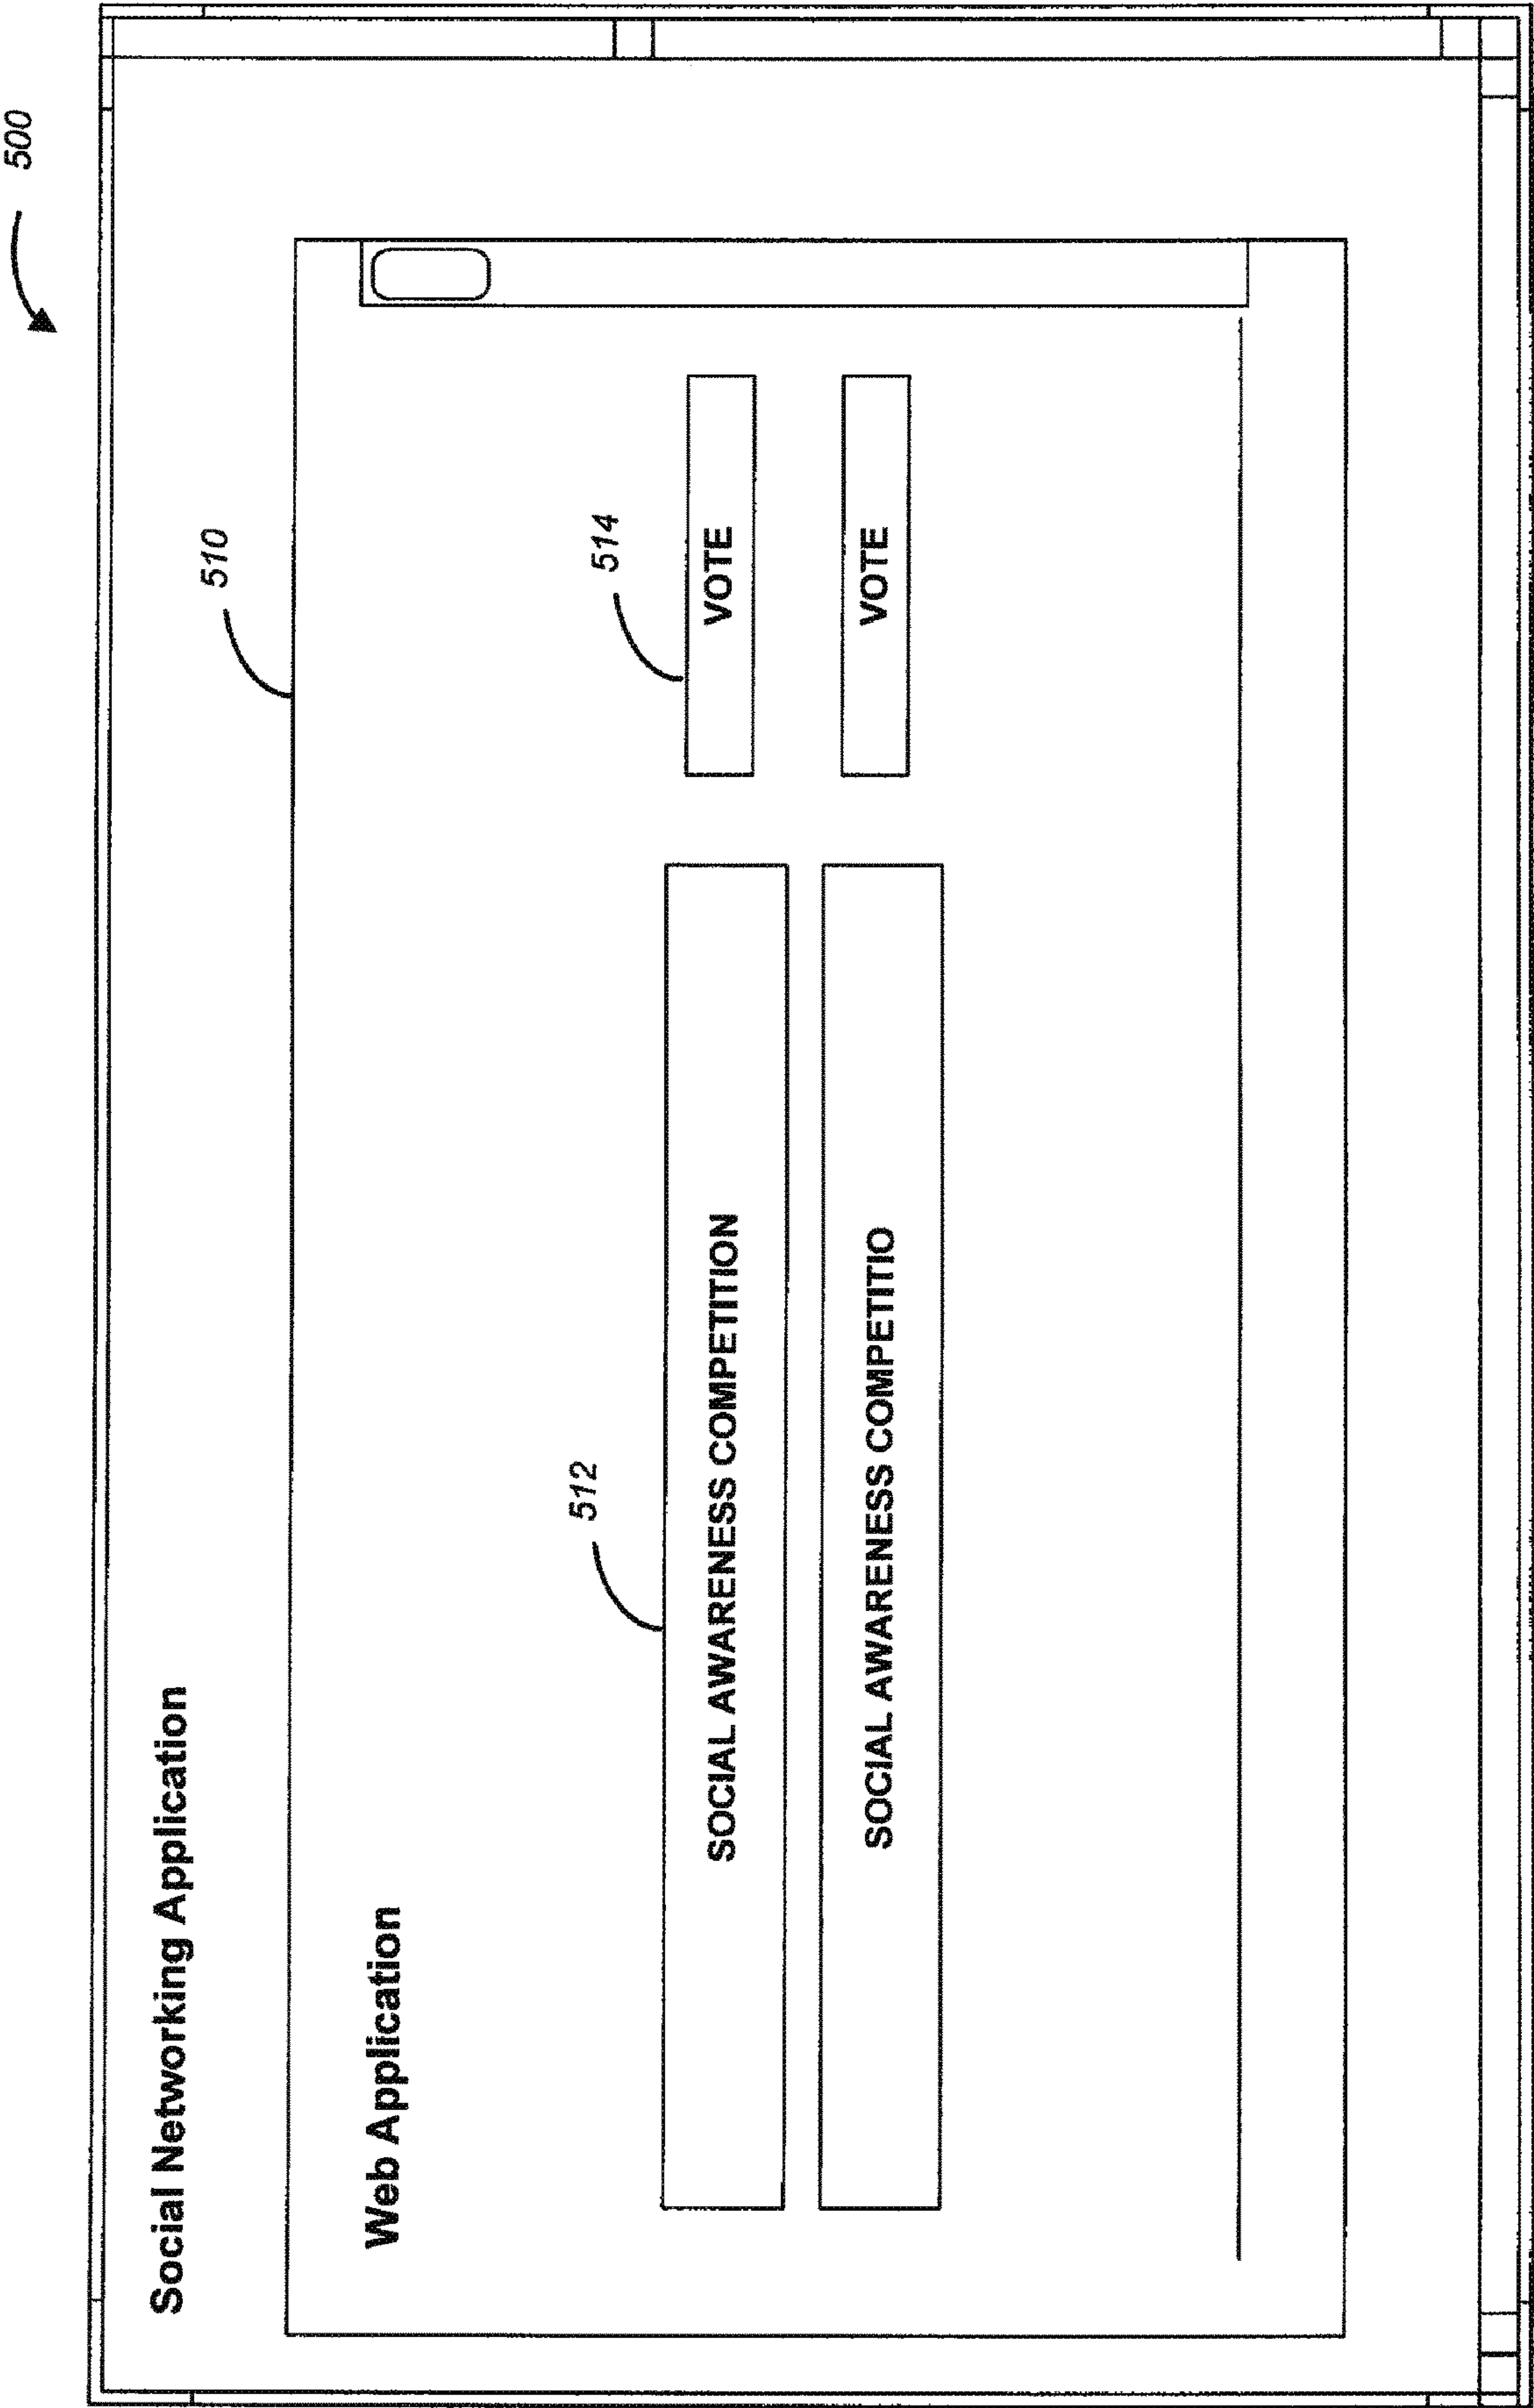 500
Social Networking Application
510
Web Application
512
514
SOCIAL AWARENESS COMPETITION
VOTE
SOCIAL AWARENESS COMPETITIO
VOTE